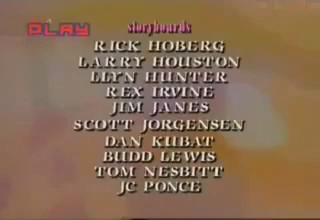 PLAY
storyboards
RICK HOBERG
LARRY HOUSTON
LLYN HUNTER
REX IRVINE
JIM JANES
SCOTT JORGENSEN
DAN KUBAT
BUDD LEWIS
TOM NESBITT
JC PONCE